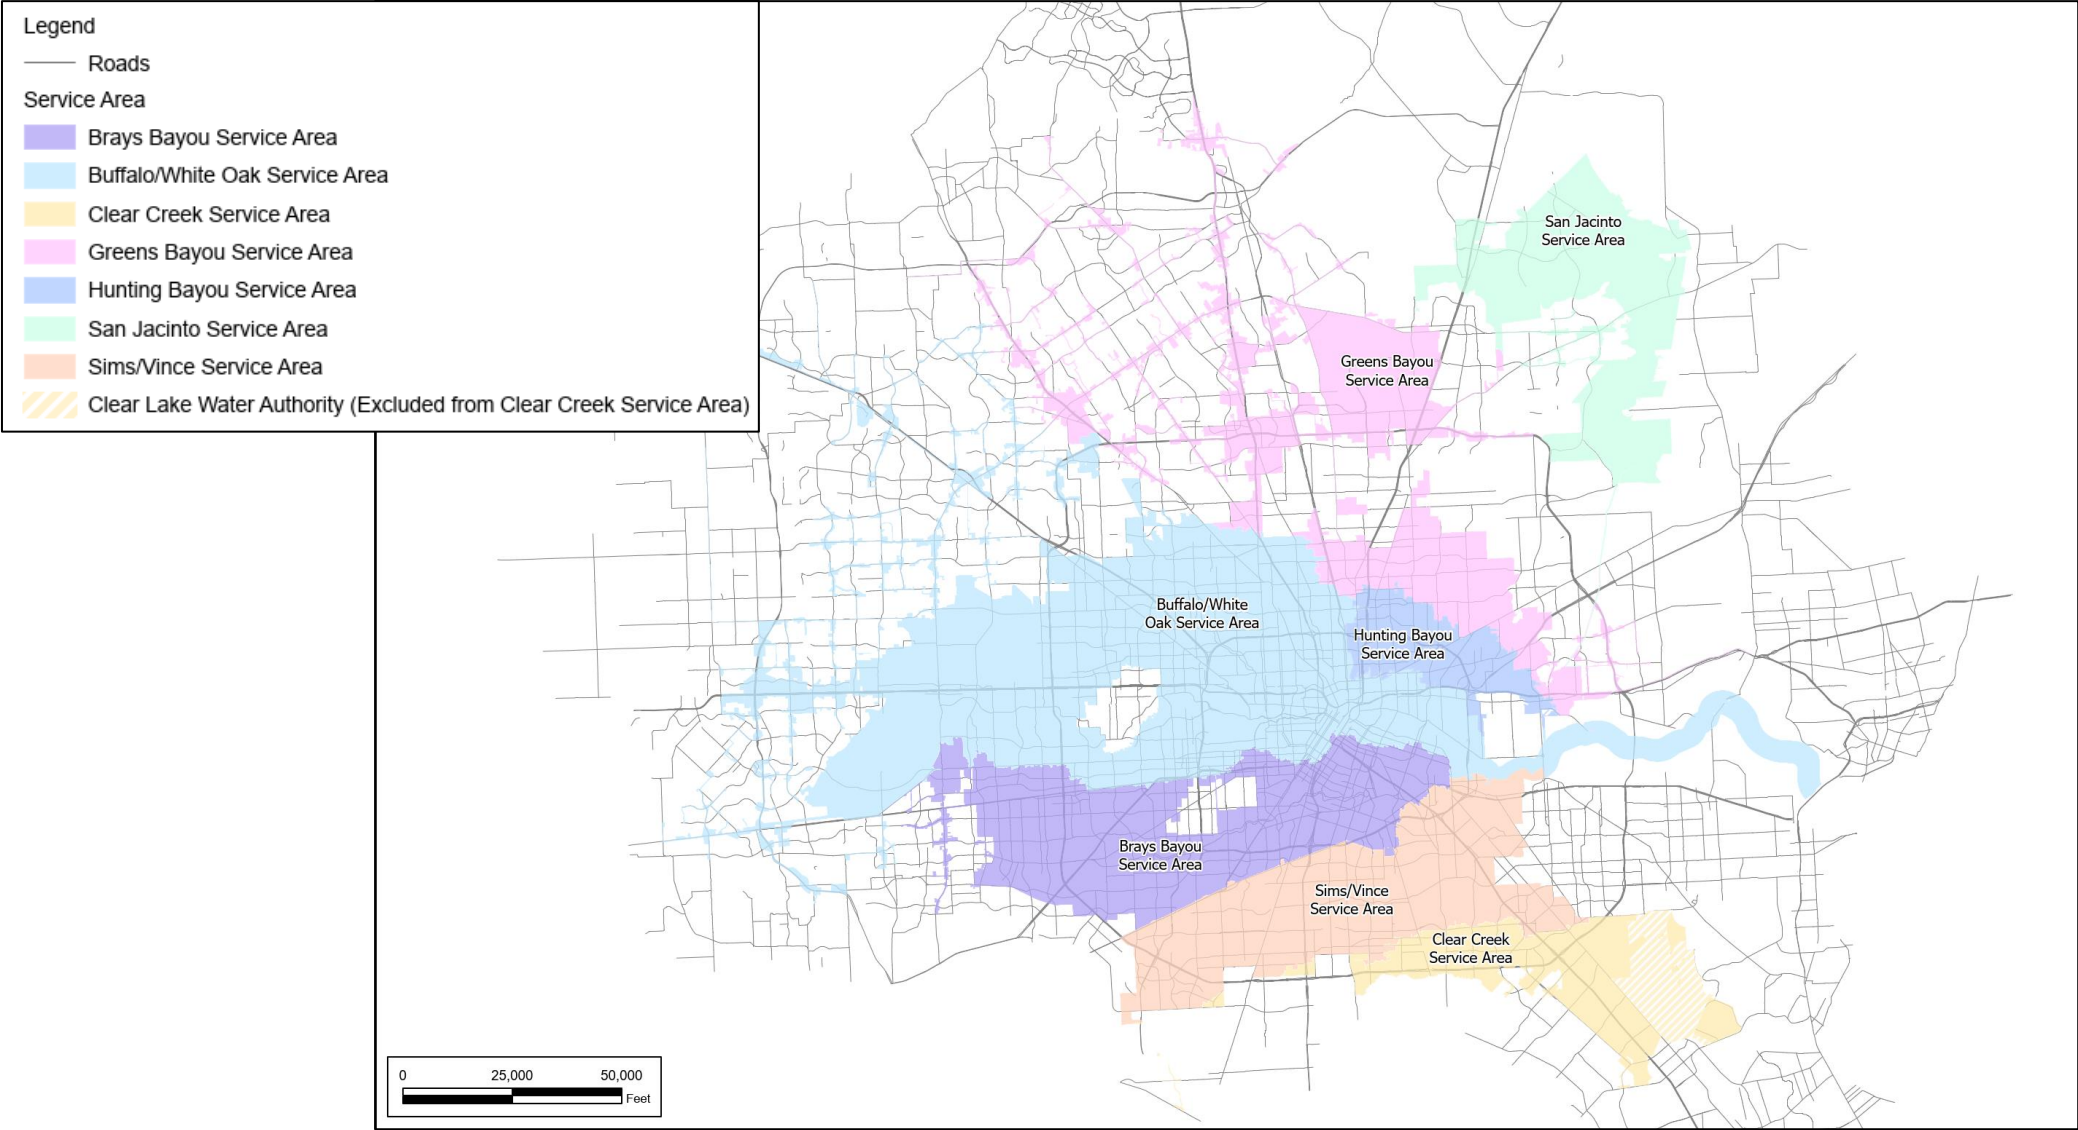 Legend
Roads
Service Area
Brays Bayou Service Area
Buffalo/White Oak Service Area
Clear Creek Service Area
Greens Bayou Service Area
Hunting Bayou Service Area
San Jacinto Service Area
Sims/Vince Service Area
Clear Lake Water Authority (Excluded from Clear Creek Service Area)
San Jacinto
Service Area
Greens Bayou
Service Area
Buffalo/White
Oak Service Area
Hunting Bayou
Service Area
Brays Bayou
Service Area
Sims/Vince
Service Area
Clear Creek
Service Area
0 25,000 50,000
Feet